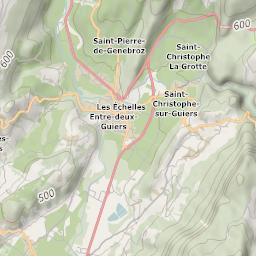 600
Saint-Pierre-
de-Genebroz
Saint-
Christophe
La-Grotte
600
Les Échelles
Entre-deux-
Guiers
Saint-
Christophe-
sur-Guiers
500